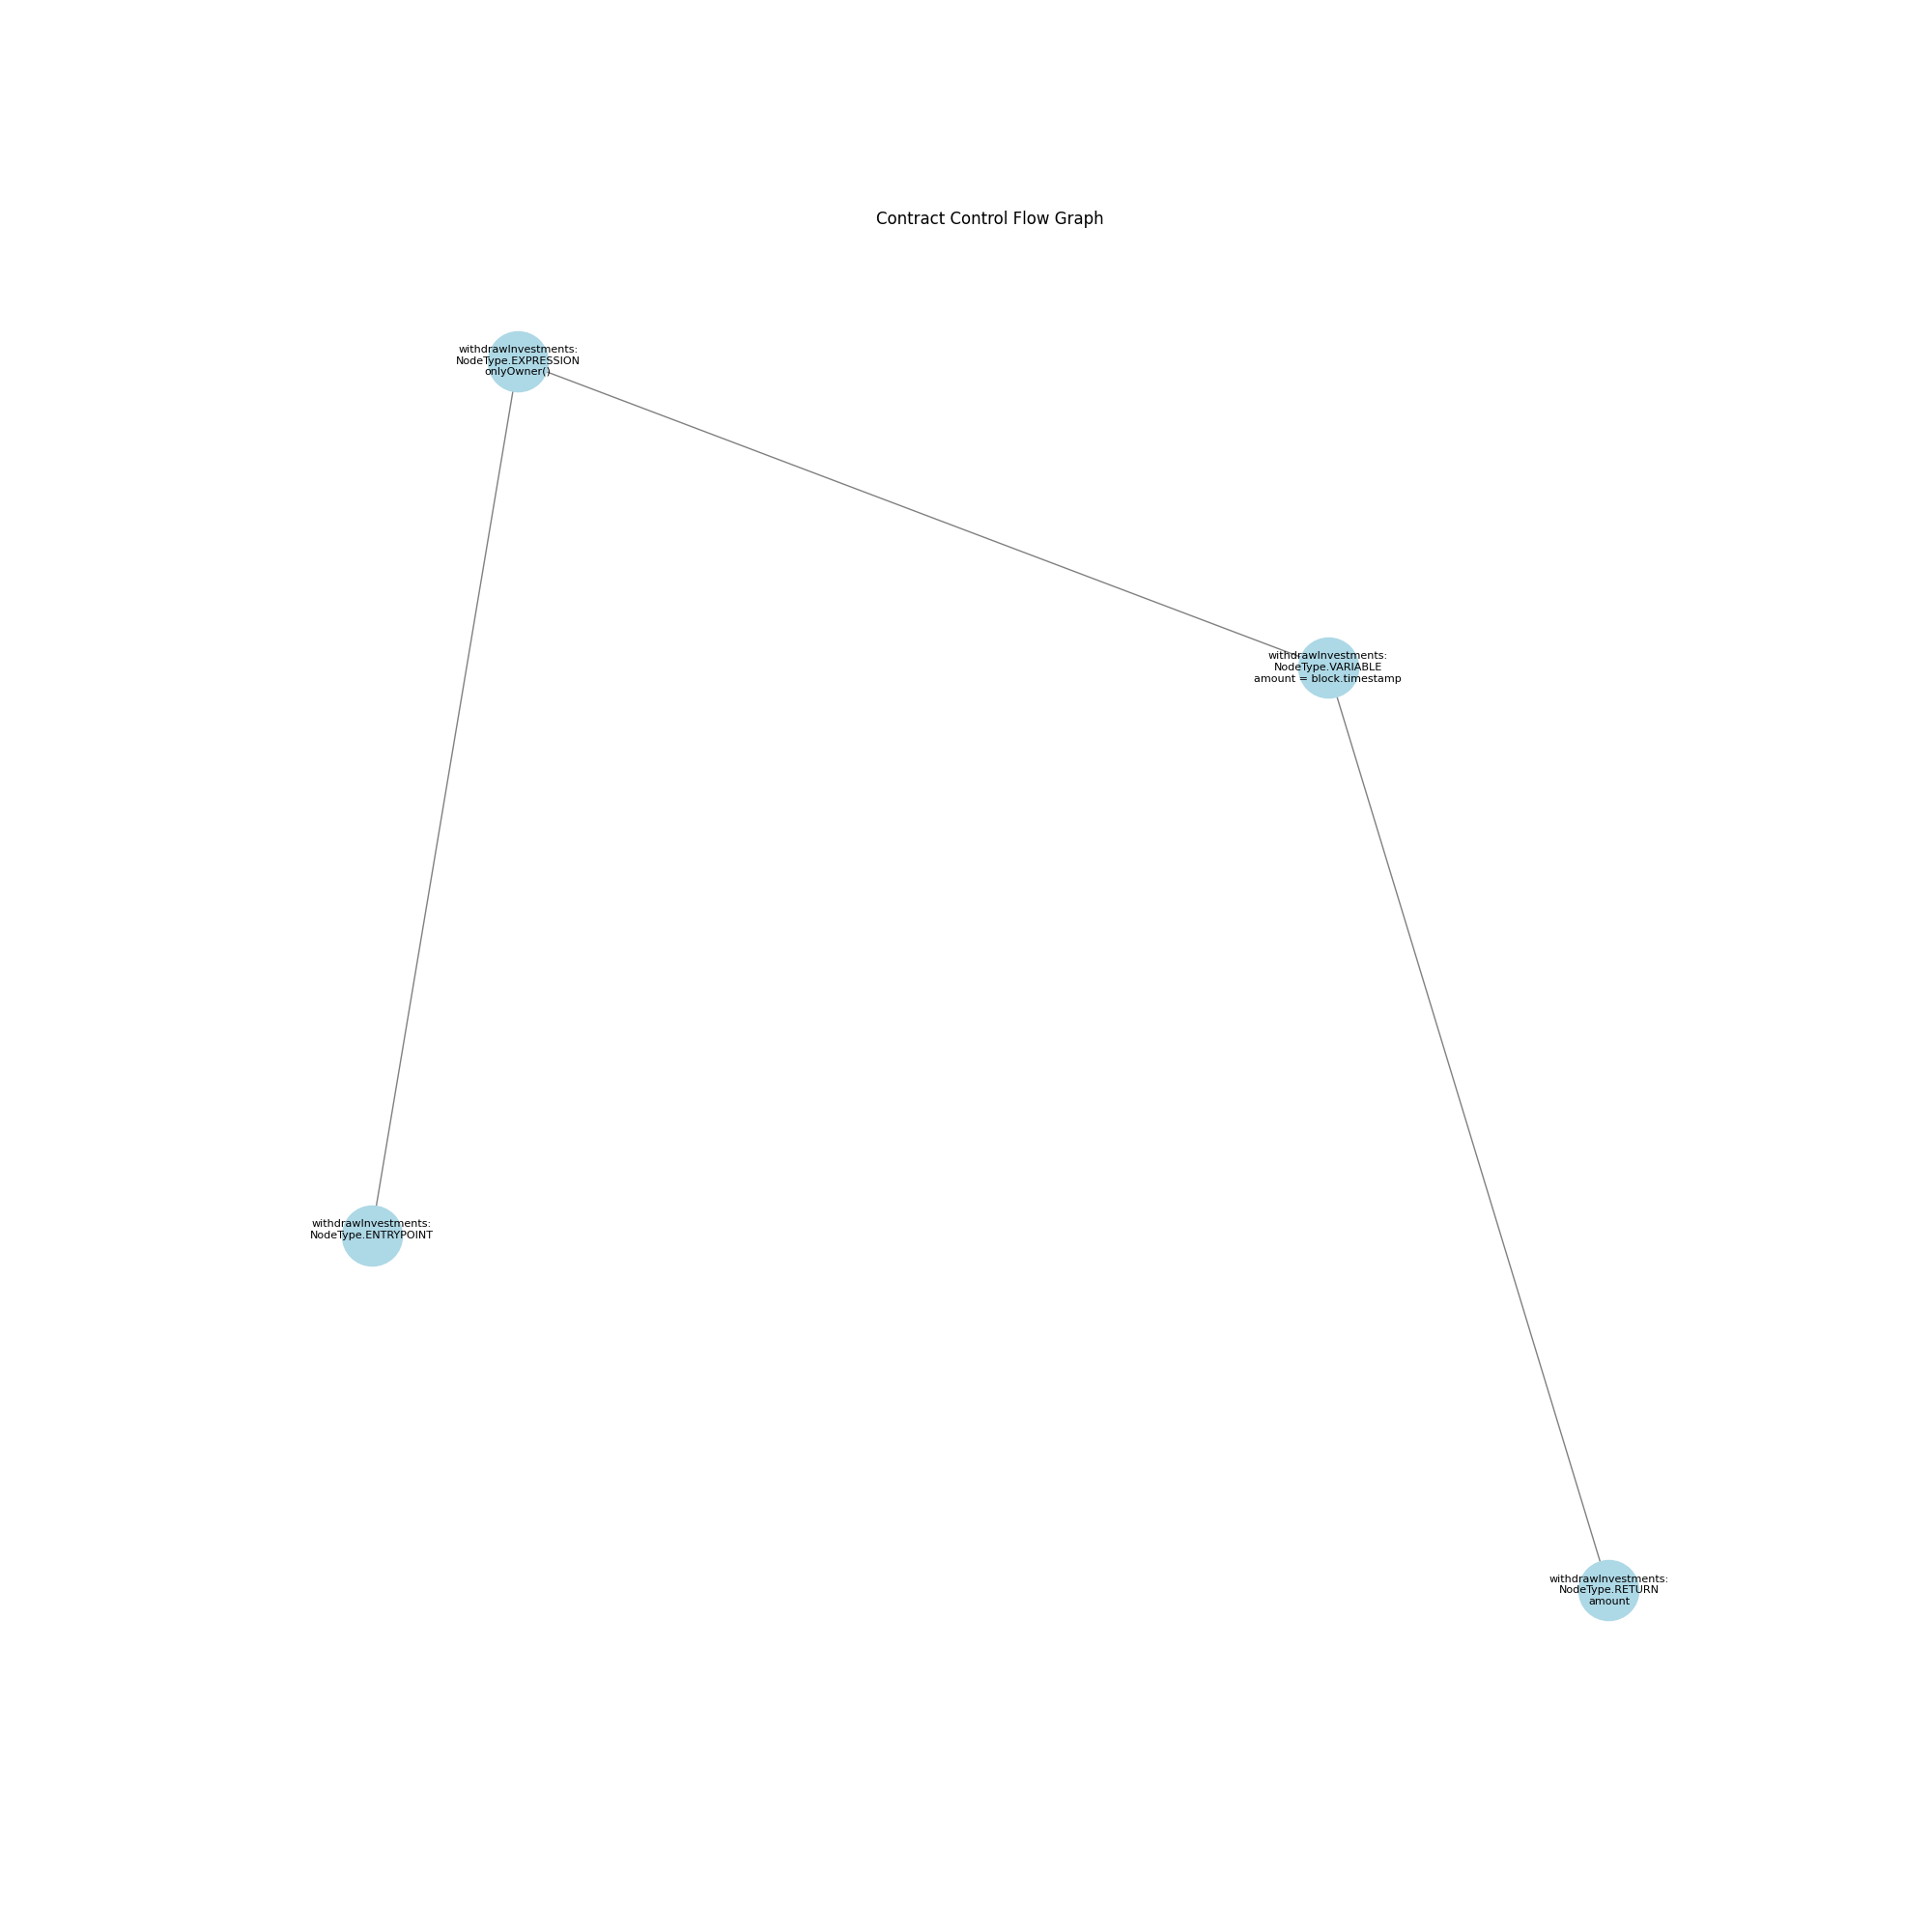 Contract Control Flow Graph
withdrawInvestments:
NodeType.EXPRESSION
onlyOwner()
withdrawInvestments:
NodeType.VARIABLE
amount = block.timestamp
withdrawInvestments:
NodeType.ENTRYPOINT
withdrawInvestments:
NodeType.RETURN
amount